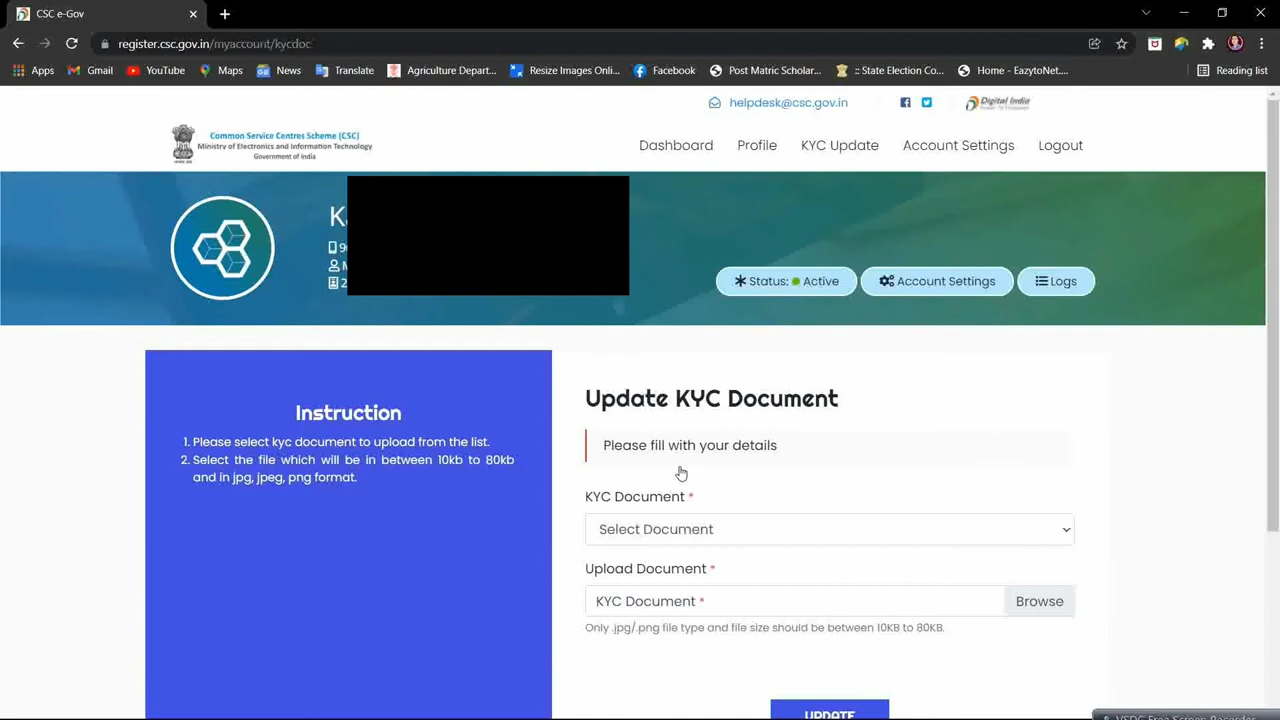 CSC e-Gov
register.csc.gov.in/myaccount/kycdoc
Apps Gmail YouTube Maps News Translate Agriculture Depart... Resize Images Onli... Facebook Post Matric Scholar... :: State Election Co... Home - EazytoNet.... Reading list
helpdesk@csc.gov.in Digital India
Common Service Centres Scheme (CSC)
Ministry of Electronics and Information Technology
Government of India
Dashboard Profile KYC Update Account Settings Logout
K
9
2
Status: Active Account Settings Logs
Instruction
1. Please select kyc document to upload from the list.
2. Select the file which will be in between 10kb to 80kb
and in jpg, jpeg, png format.
Update KYC Document
Please fill with your details
KYC Document *
Select Document
Upload Document *
KYC Document * Browse
Only .jpg/.png file type and file size should be between 10KB to 80KB.
UPDATE
VSDC Free Screen Recorder